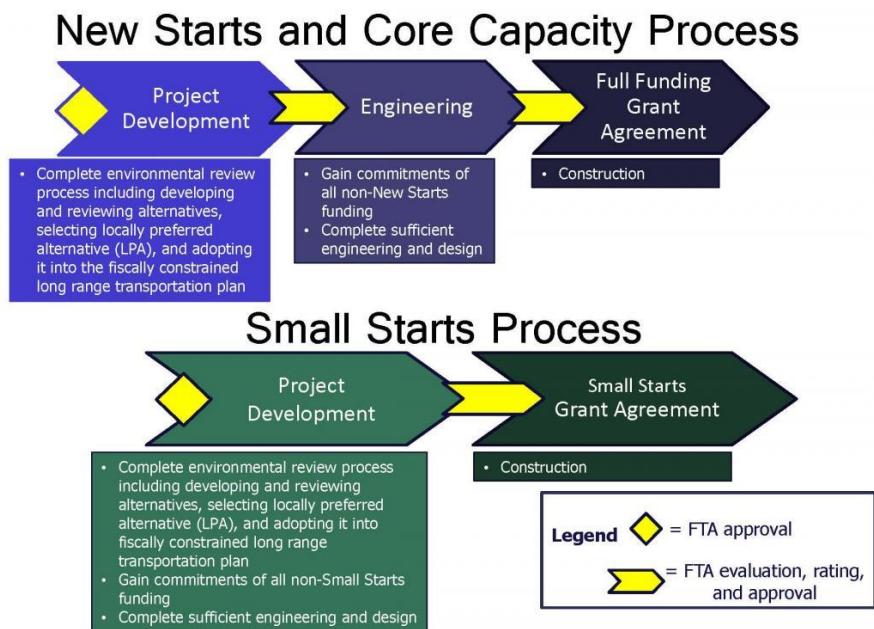 New Starts and Core Capacity Process
Project
Development
Engineering
Full Funding
Grant
Agreement
• Complete environmental review
process including developing
and reviewing alternatives,
selecting locally preferred
alternative (LPA), and adopting
it into the fiscally constrained
long range transportation plan
• Gain commitments of
all non-New Starts
funding
• Complete sufficient
engineering and design
• Construction
Small Starts Process
Project
Development
Small Starts
Grant Agreement
• Complete environmental review process
including developing and reviewing
alternatives, selecting locally preferred
alternative (LPA), and adopting it into
fiscally constrained long range
transportation plan
• Gain commitments of all non-Small Starts
funding
• Complete sufficient engineering and design
• Construction
Legend = FTA approval
= FTA evaluation, rating,
and approval